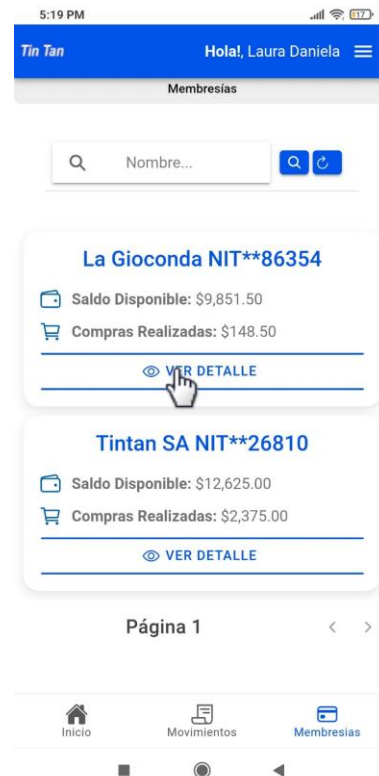 5:19 PM 17
Tin Tan Hola!, Laura Daniela
Membresías
Nombre...
La Gioconda NIT**86354
Saldo Disponible: $9,851.50
Compras Realizadas: $148.50
VER DETALLE
Tintan SA NIT**26810
Saldo Disponible: $12,625.00
Compras Realizadas: $2,375.00
VER DETALLE
Página 1
Inicio Movimientos Membresias